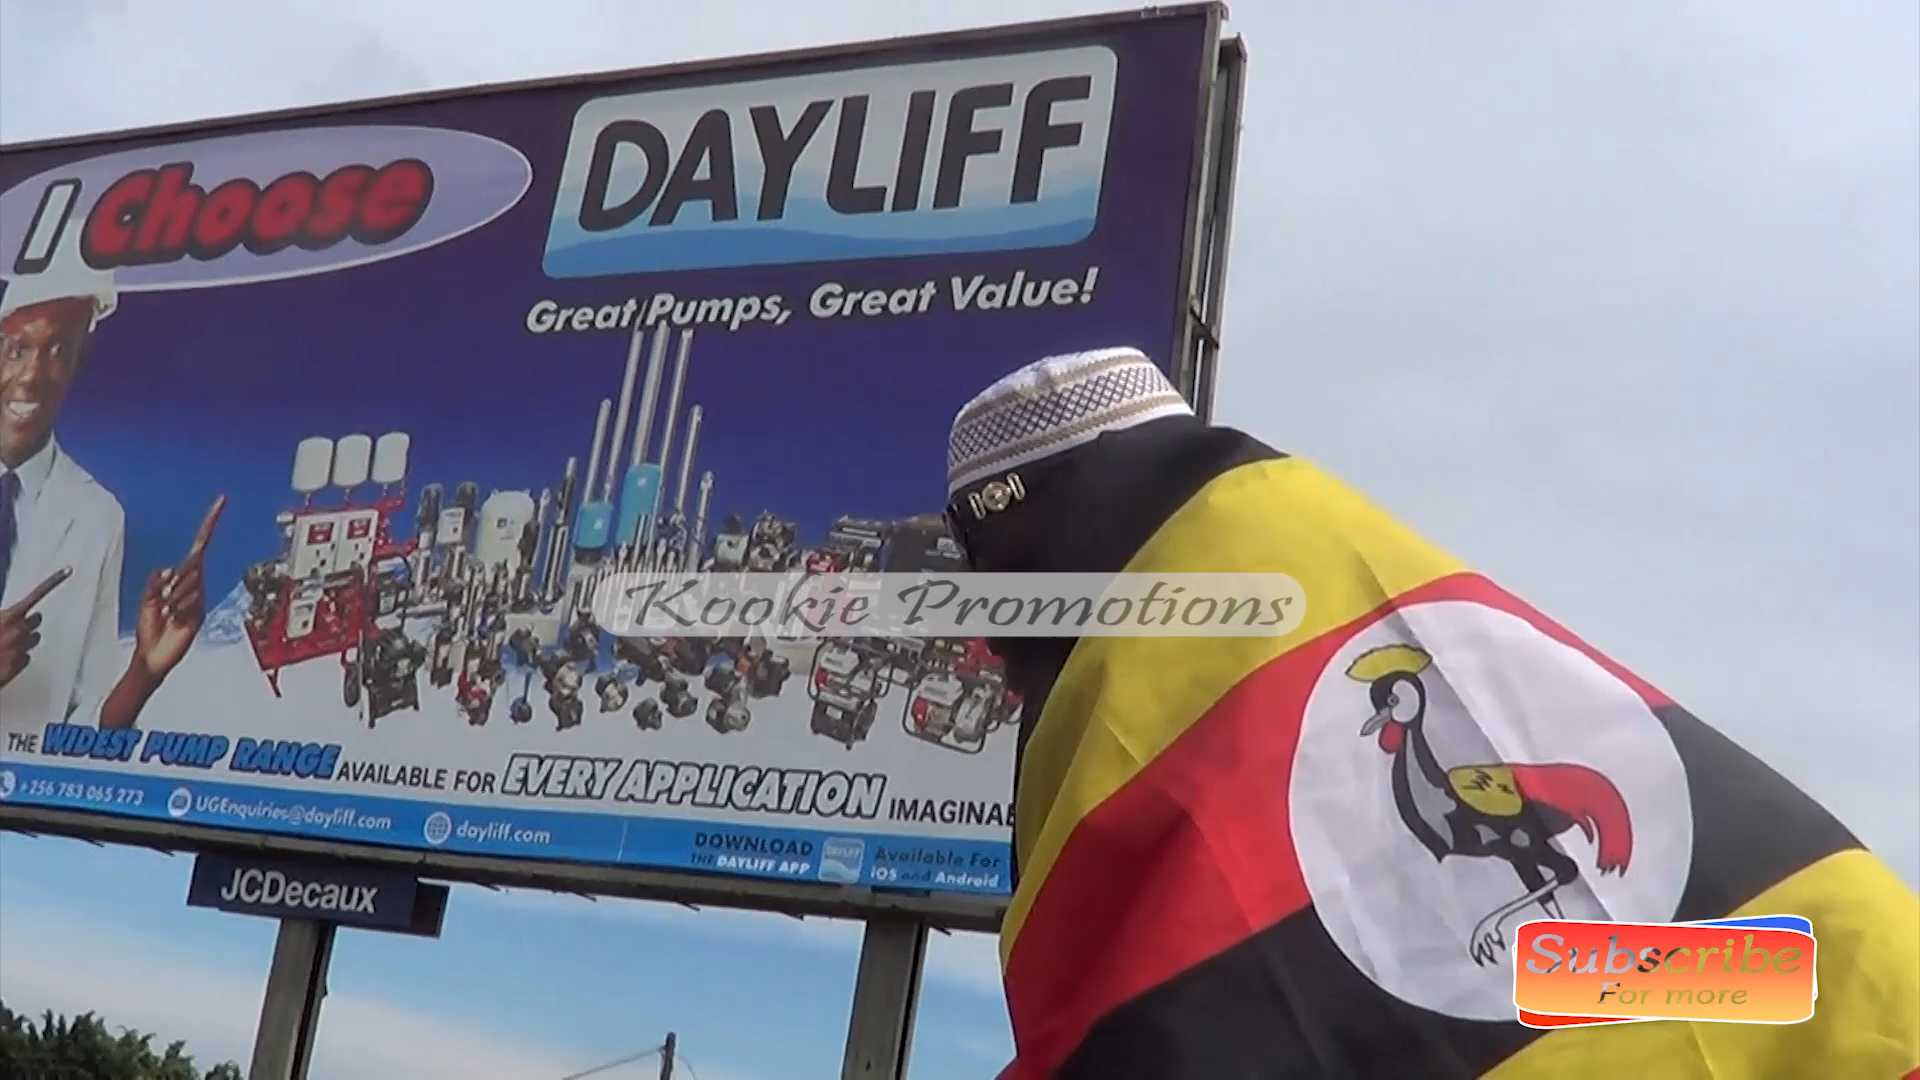 I Choose
DAYLIFF
Great Pumps, Great Value!
Kookie Promotions
THE WIDEST PUMP RANGE AVAILABLE FOR EVERY APPLICATION IMAGINA
+256 783 065 273
UGEnquiries@dayliff.com
dayliff.com
DOWNLOAD
THE DAYLIFF APP
DAYLIFF
Available For
iOS and Android
JCDecaux
Subscribe
For more